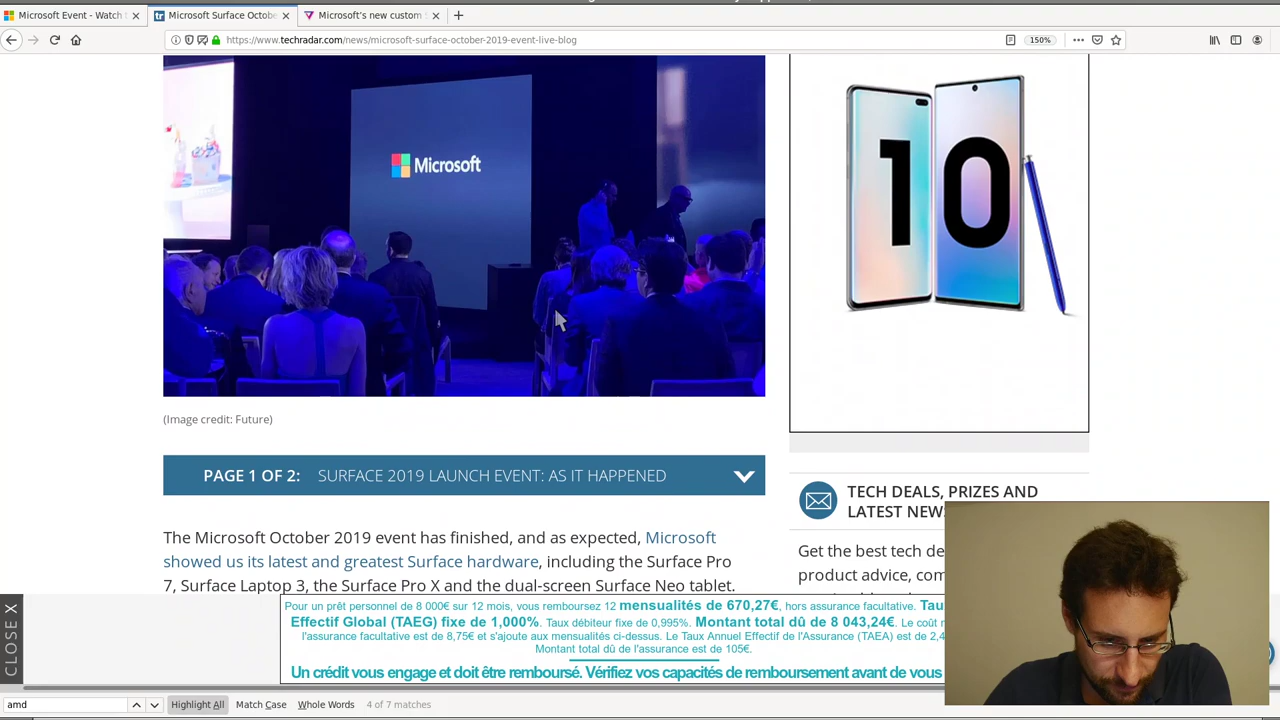 Microsoft Event - Watch t
Microsoft Surface Octobe
Microsoft's new custom S
https://www.techradar.com/news/microsoft-surface-october-2019-event-live-blog
150%
Microsoft
10
(Image credit: Future)
PAGE 1 OF 2: SURFACE 2019 LAUNCH EVENT: AS IT HAPPENED
TECH DEALS, PRIZES AND
LATEST NEW
The Microsoft October 2019 event has finished, and as expected, Microsoft
showed us its latest and greatest Surface hardware, including the Surface Pro
7, Surface Laptop 3, the Surface Pro X and the dual-screen Surface Neo tablet.
Get the best tech de
product advice, com
CLOSE X
Pour un prêt personnel de 8 000€ sur 12 mois, vous remboursez 12 mensualités de 670,27€, hors assurance facultative. Tau
Effectif Global (TAEG) fixe de 1,000%. Taux débiteur fixe de 0,995%. Montant total dû de 8 043,24€. Le coût m
l'assurance facultative est de 8,75€ et s'ajoute aux mensualités ci-dessus. Le Taux Annuel Effectif de l'Assurance (TAEA) est de 2,4
Montant total dû de l'assurance est de 105€.
Un crédit vous engage et doit être remboursé. Vérifiez vos capacités de remboursement avant de vous
amd
Highlight All
Match Case
Whole Words
4 of 7 matches